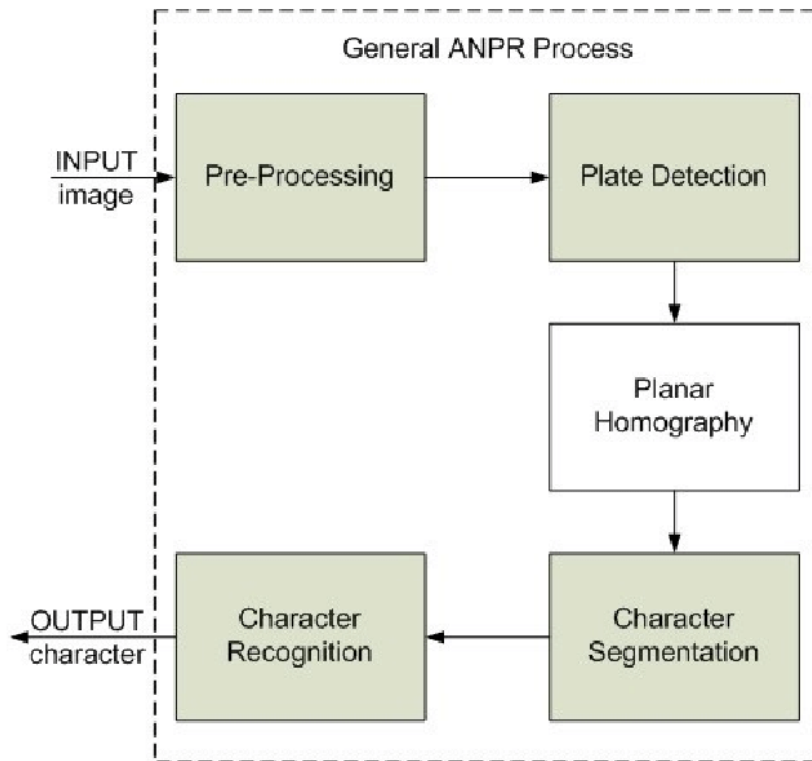 General ANPR Process
INPUT
image
Pre-Processing
Plate Detection
Planar
Homography
Character
Segmentation
Character
Recognition
OUTPUT
character